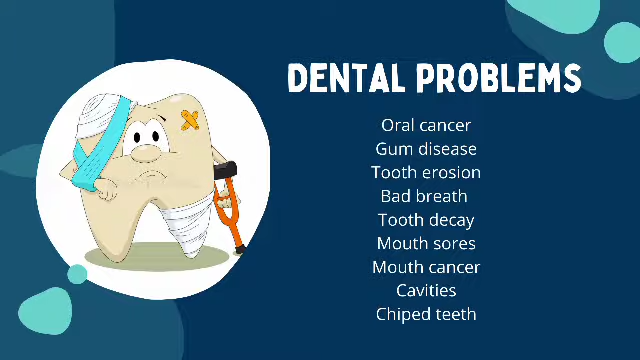 DENTAL PROBLEMS
Oral cancer
Gum disease
Tooth erosion
Bad breath
Tooth decay
Mouth sores
Mouth cancer
Cavities
Chiped teeth